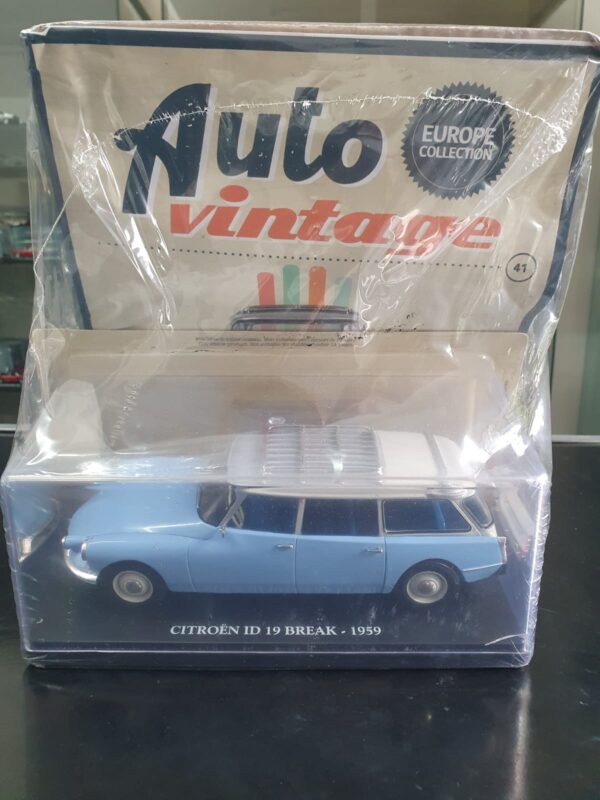 Auto
vintage
EUROPE
COLLECTION
41
CITROËN ID 19 BREAK - 1959